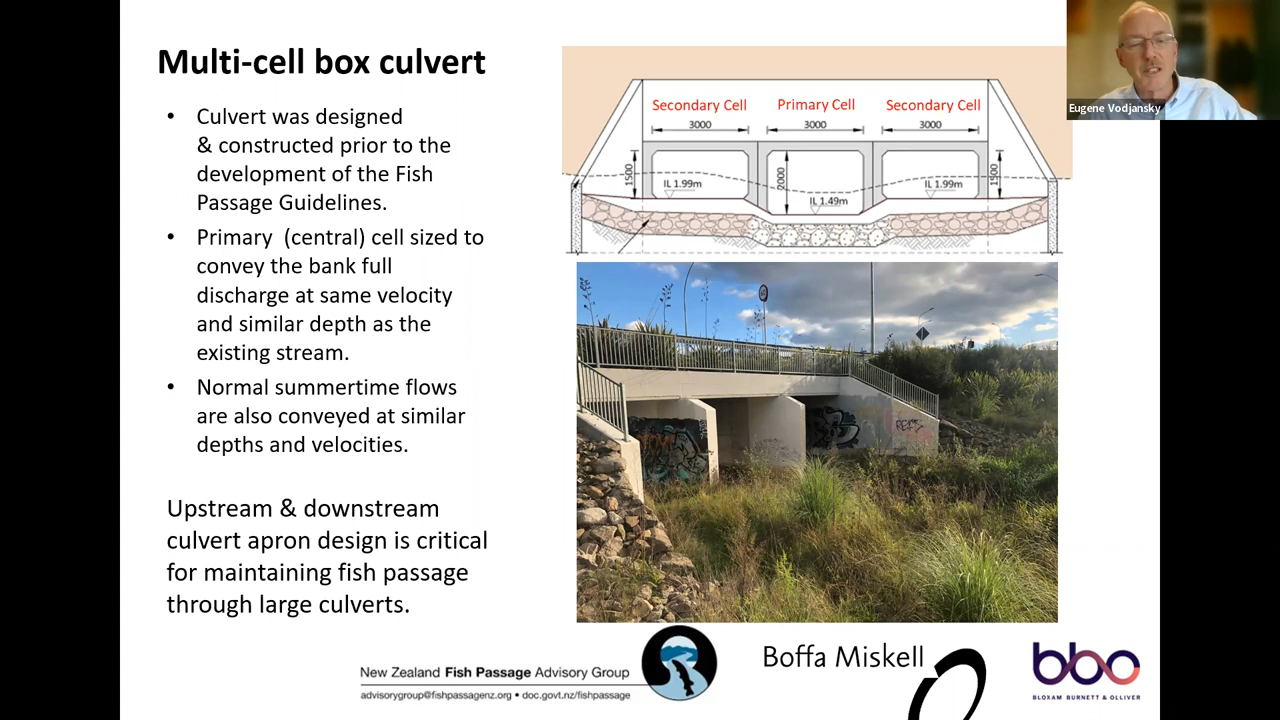 Multi-cell box culvert
• Culvert was designed
& constructed prior to the
development of the Fish
Passage Guidelines.
• Primary (central) cell sized to
convey the bank full
discharge at same velocity
and similar depth as the
existing stream.
• Normal summertime flows
are also conveyed at similar
depths and velocities.
Upstream & downstream
culvert apron design is critical
for maintaining fish passage
through large culverts.
Secondary Cell Primary Cell Secondary Cell
3000 3000 3000
1500 2000 1500
IL 1.99m IL 1.49m IL 1.99m
Eugene Vodjansky
New Zealand Fish Passage Advisory Group
advisorygroup@fishpassagenz.org • doc.govt.nz/fishpassage
Boffa Miskell
bbo
BLOXAM BURNETT & OLLIVER